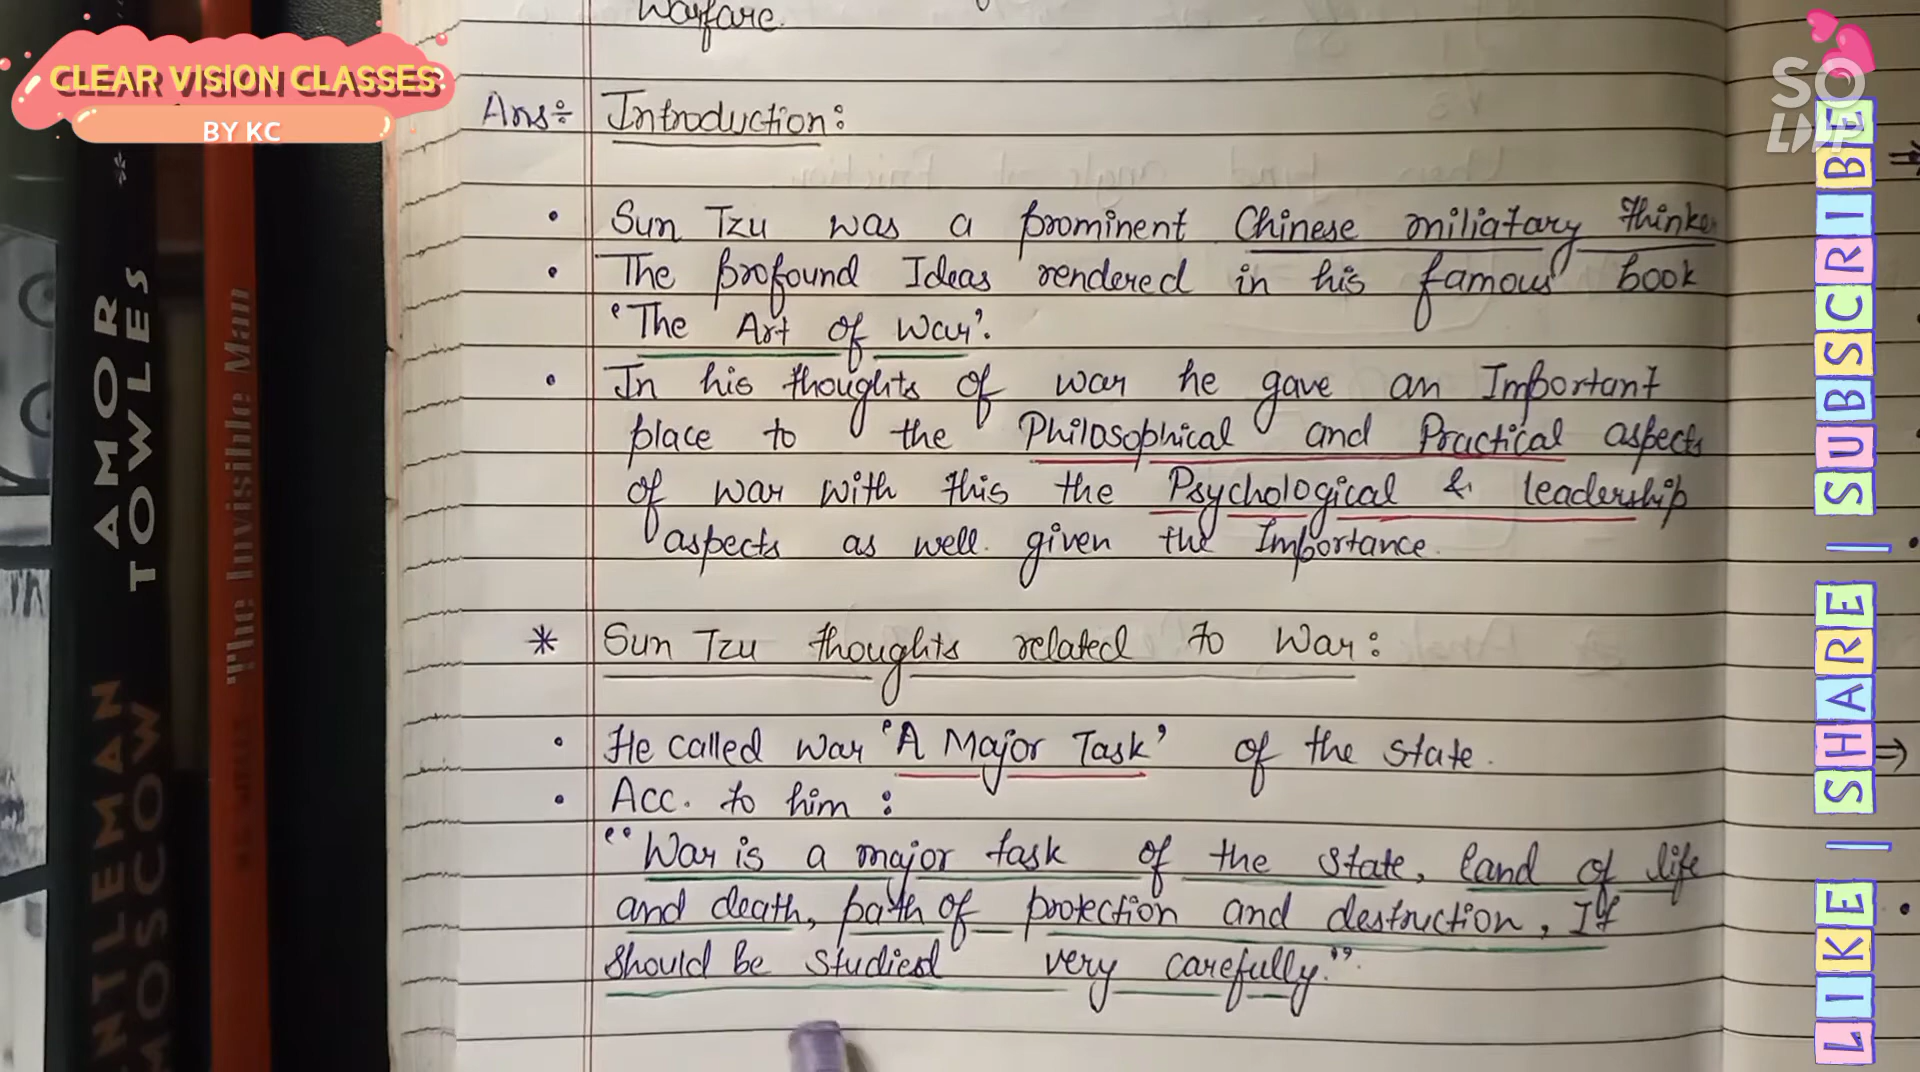 Warfare.
CLEAR VISION CLASSES
BY KC
SO
LOOP
Ans÷ Introduction:
• Sun Tzu was a prominent Chinese miliatary thinker
• The profound Ideas rendered in his famous book
'The Art of War'.
• In his thoughts of war he gave an Important
place to the Philosophical and Practical aspects
of war with this the Psychological & leadership
aspects as well given the Importance.
* Sun Tzu thoughts related to War:
• He called war 'A Major Task' of the state.
• Acc. to him :
"War is a major task of the state, land of life
and death, path of protection and destruction, It
should be studied very carefully."
AMOR
TOWLES
NTLEMAN
MOSCOW
The Invisible Man
LIKE | SHARE | SUBSCRIBE